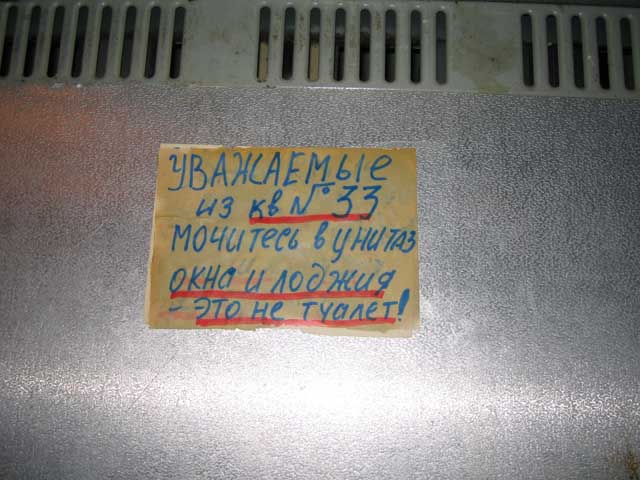 УВАЖАЕМЫЕ
из кв № 33
мочитесь в унитаз
окна и лоджия
- это не туалет!